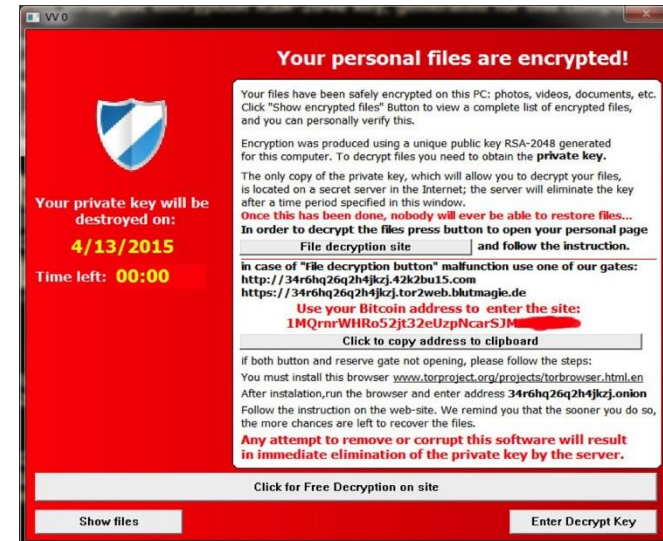 VV 0
Your personal files are encrypted!
Your files have been safely encrypted on this PC: photos, videos, documents, etc.
Click "Show encrypted files" Button to view a complete list of encrypted files,
and you can personally verify this.
Encryption was produced using a unique public key RSA-2048 generated
for this computer. To decrypt files you need to obtain the private key.
The only copy of the private key, which will allow you to decrypt your files,
is located on a secret server in the Internet; the server will eliminate the key
after a time period specified in this window.
Once this has been done, nobody will ever be able to restore files...
In order to decrypt the files press button to open your personal page
File decryption site and follow the instruction.
in case of "File decryption button" malfunction use one of our gates:
http://34r6hq26q2h4jkzj.42k2bu15.com
https://34r6hq26q2h4jkzj.tor2web.blutmagie.de
Use your Bitcoin address to enter the site:
1MQrnrWHRo52jt32eUzpNcarSJM
Click to copy address to clipboard
if both button and reserve gate not opening, please follow the steps:
You must install this browser www.torproject.org/projects/torbrowser.html.en
After instalation,run the browser and enter address 34r6hq26q2h4jkzj.onion
Follow the instruction on the web-site. We remind you that the sooner you do so,
the more chances are left to recover the files.
Any attempt to remove or corrupt this software will result
in immediate elimination of the private key by the server.
Your private key will be
destroyed on:
4/13/2015
Time left: 00:00
Click for Free Decryption on site
Show files
Enter Decrypt Key